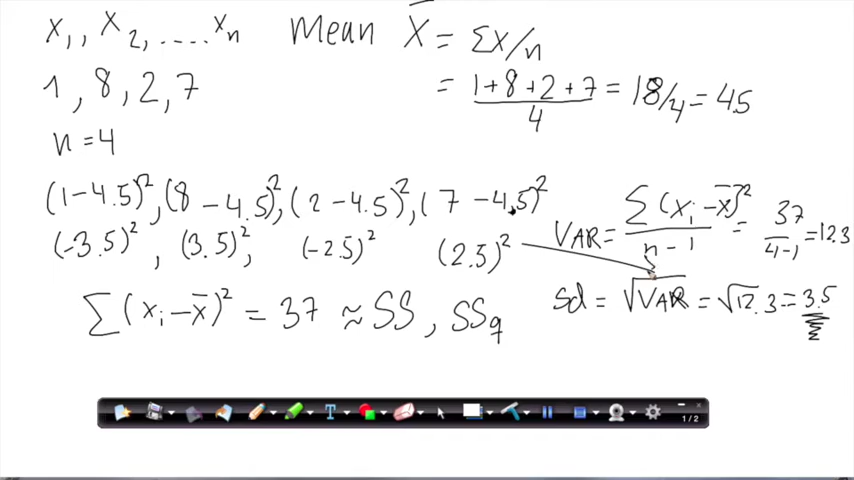 x₁, x₂, ..... xₙ Mean X̄ = Σx/n
1, 8, 2, 7 = (1+8+2+7)/4 = 18/4 = 4.5
n = 4
(1-4.5)², (8-4.5)², (2-4.5)², (7-4.5)²
(-3.5)², (3.5)², (-2.5)² (2.5)²
VAR = Σ(xᵢ-x̄)²/(n-1) = 37/(4-1) = 12.3
Σ(xᵢ-x̄)² = 37 ≈ SS, SSq
Sd = √VAR = √12.3 = 3.5
1/2